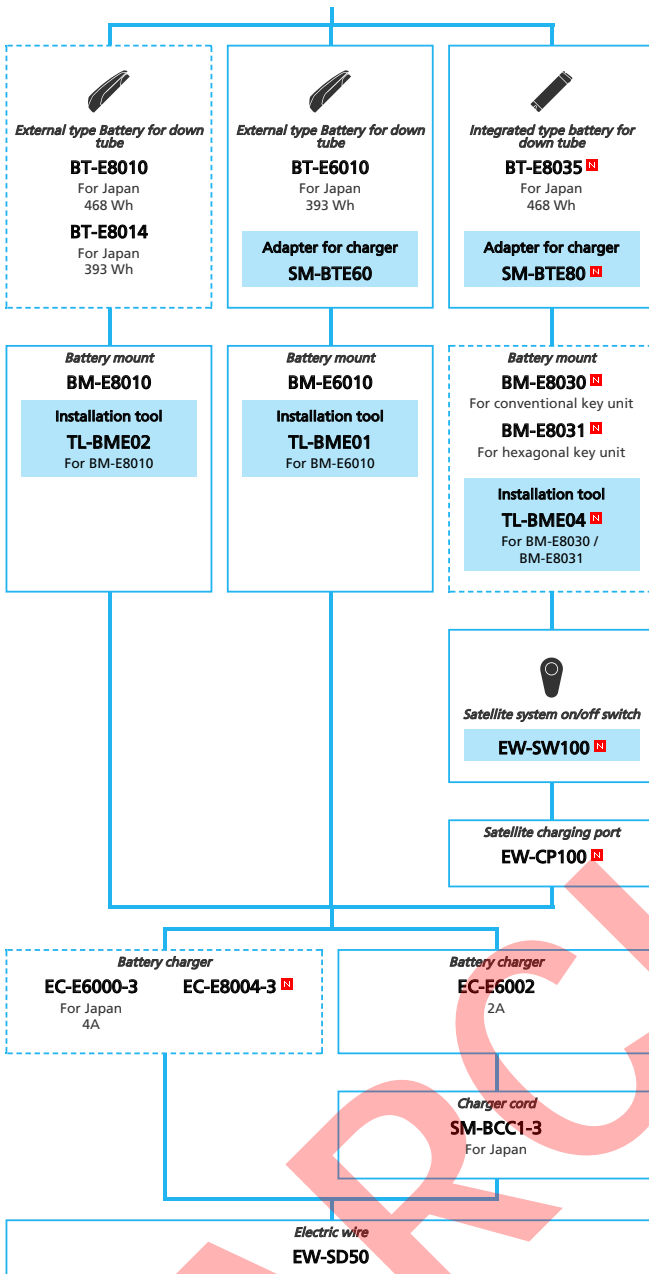 External type Battery for down
tube
BT-E8010
For Japan
468 Wh
BT-E8014
For Japan
393 Wh
External type Battery for down
tube
BT-E6010
For Japan
393 Wh
Adapter for charger
SM-BTE60
Integrated type battery for
down tube
BT-E8035 N
For Japan
468 Wh
Adapter for charger
SM-BTE80 N
Battery mount
BM-E8010
Installation tool
TL-BME02
For BM-E8010
Battery mount
BM-E6010
Installation tool
TL-BME01
For BM-E6010
Battery mount
BM-E8030 N
For conventional key unit
BM-E8031 N
For hexagonal key unit
Installation tool
TL-BME04 N
For BM-E8030 /
BM-E8031
Satellite system on/off switch
EW-SW100 N
Satellite charging port
EW-CP100 N
Battery charger
EC-E6000-3
For Japan
4A
EC-E8004-3 N
Battery charger
EC-E6002
2A
Charger cord
SM-BCC1-3
For Japan
Electric wire
EW-SD50